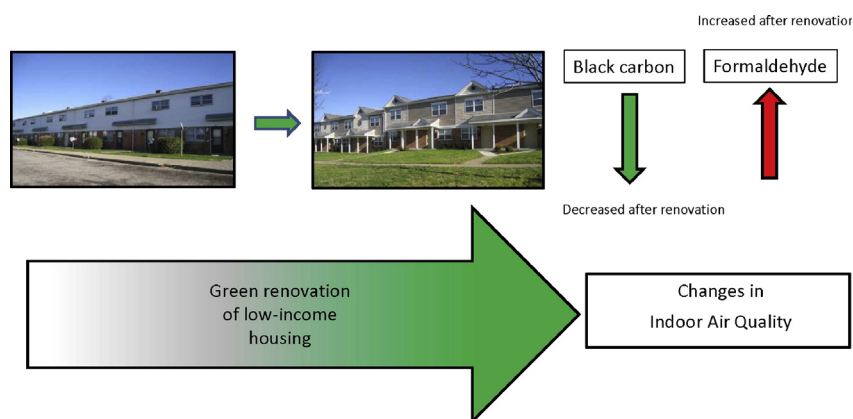 Increased after renovation
Black carbon
Formaldehyde
Decreased after renovation
Green renovation
of low-income
housing
Changes in
Indoor Air Quality